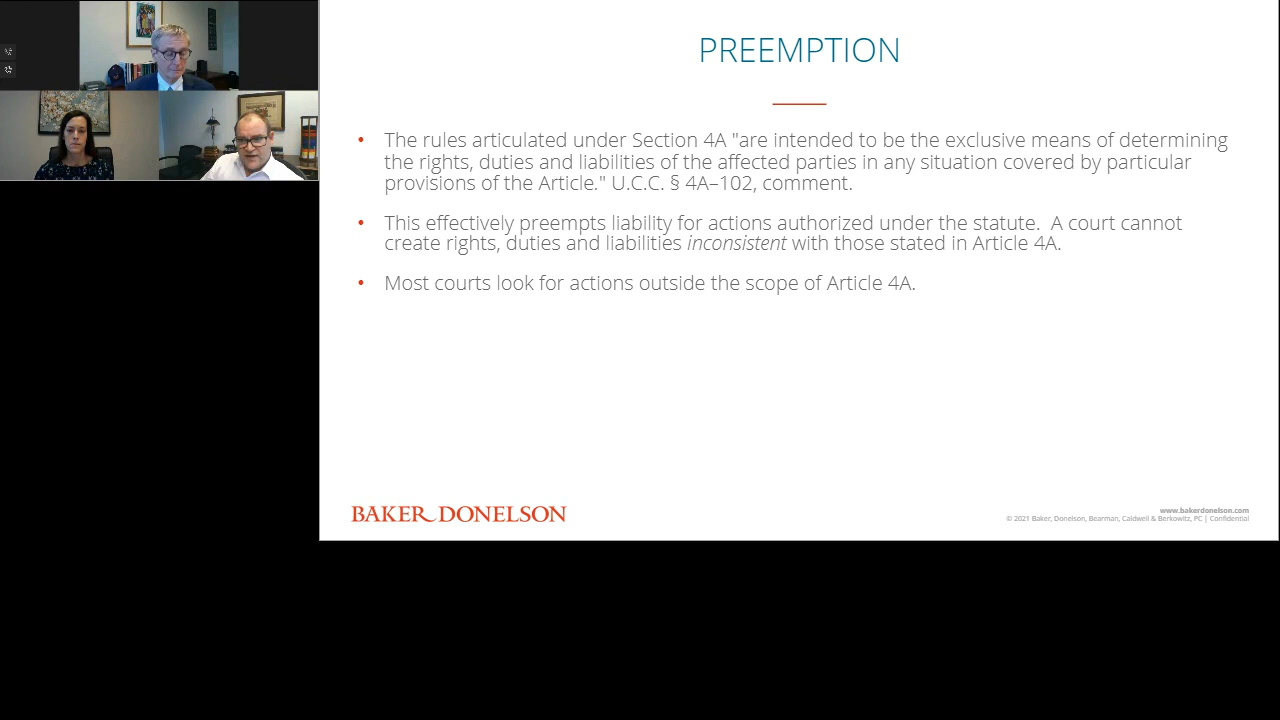 PREEMPTION
• The rules articulated under Section 4A "are intended to be the exclusive means of determining
the rights, duties and liabilities of the affected parties in any situation covered by particular
provisions of the Article." U.C.C. § 4A–102, comment.
• This effectively preempts liability for actions authorized under the statute.  A court cannot
create rights, duties and liabilities inconsistent with those stated in Article 4A.
• Most courts look for actions outside the scope of Article 4A.
BAKER DONELSON
www.bakerdonelson.com
© 2021 Baker, Donelson, Bearman, Caldwell & Berkowitz, PC | Confidential